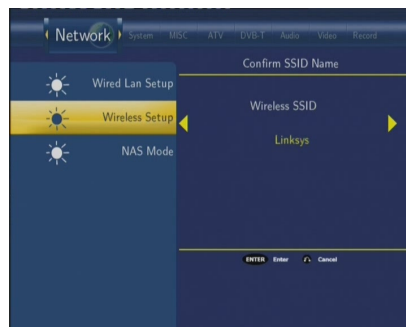 Network System MISC ATV DVB-T Audio Video Record
Confirm SSID Name
Wired Lan Setup
Wireless SSID
Wireless Setup
Linksys
NAS Mode
ENTER Enter Cancel